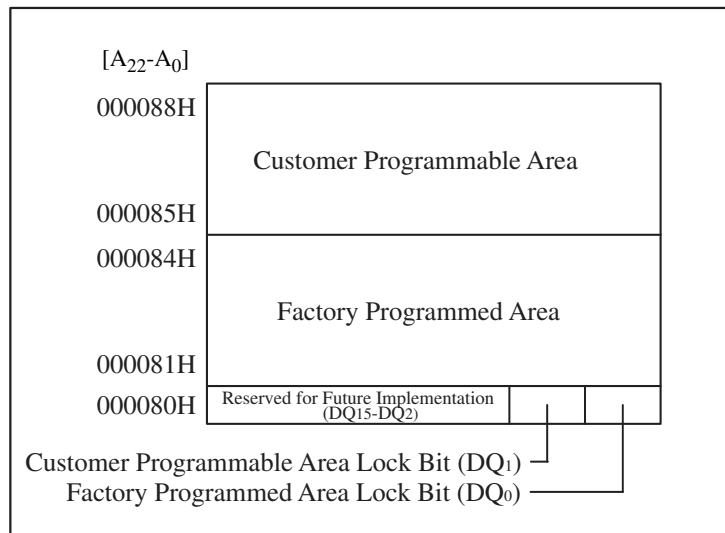 [A22-A0]
000088H
Customer Programmable Area
000085H
000084H
Factory Programmed Area
000081H
000080H
Reserved for Future Implementation
(DQ15-DQ2)
Customer Programmable Area Lock Bit (DQ1)
Factory Programmed Area Lock Bit (DQ0)